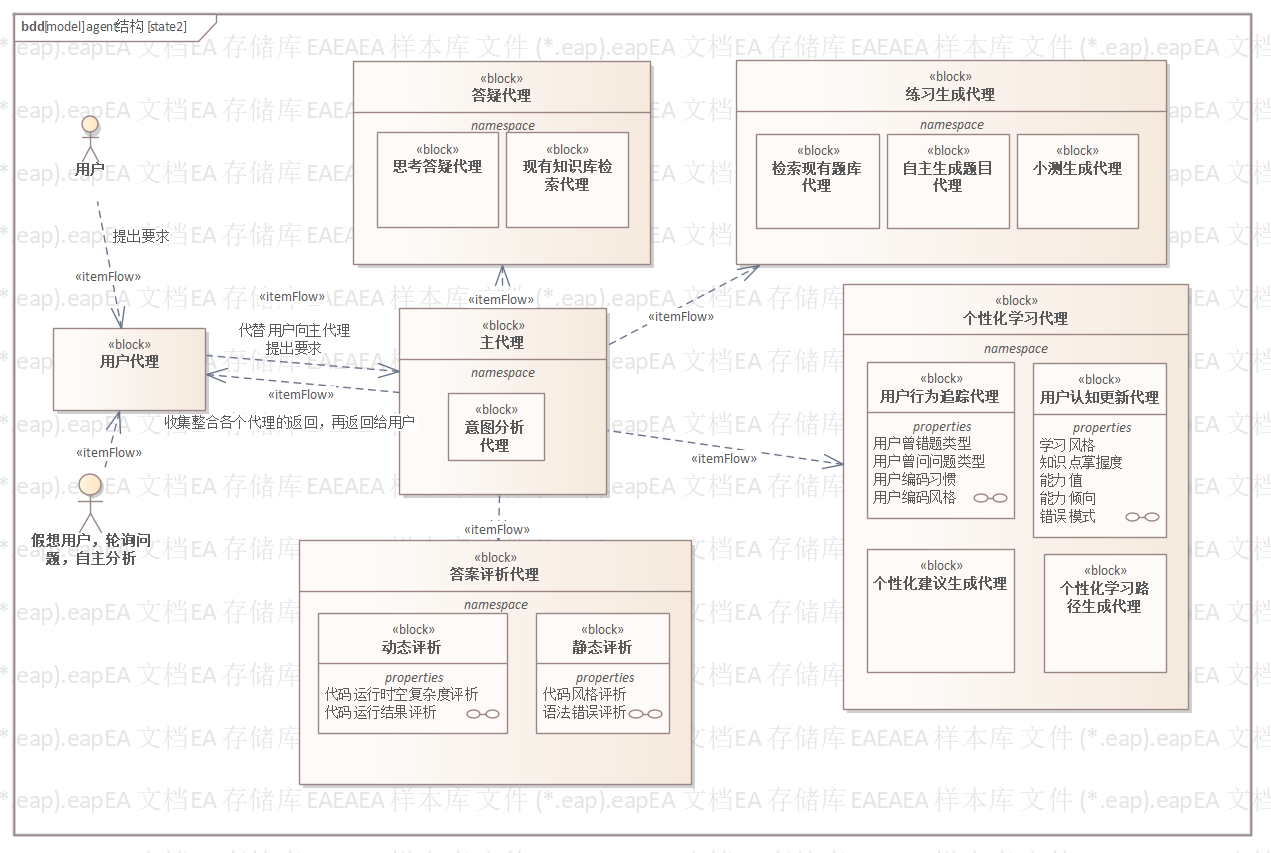 bdd[model]agent结构 [state2]
用户
提出要求
«itemFlow»
«block»
用户代理
«itemFlow»
代替用户向主代理
提出要求
«itemFlow»
收集整合各个代理的返回，再返回给用户
«itemFlow»
假想用户，轮询问
题，自主分析
«block»
答疑代理
namespace
«block»
思考答疑代理
«block»
现有知识库检
索代理
«itemFlow»
«block»
主代理
namespace
«block»
意图分析
代理
«itemFlow»
«block»
练习生成代理
namespace
«block»
检索现有题库
代理
«block»
自主生成题目
代理
«block»
小测生成代理
«itemFlow»
«block»
个性化学习代理
namespace
«block»
用户行为追踪代理
properties
用户曾错题类型
用户曾问问题类型
用户编码习惯
用户编码风格
«block»
用户认知更新代理
properties
学习风格
知识点掌握度
能力值
能力倾向
错误模式
«block»
个性化建议生成代理
«block»
个性化学习路
径生成代理
«itemFlow»
«block»
答案评析代理
namespace
«block»
动态评析
properties
代码运行时空复杂度评析
代码运行结果评析
«block»
静态评析
properties
代码风格评析
语法错误评析